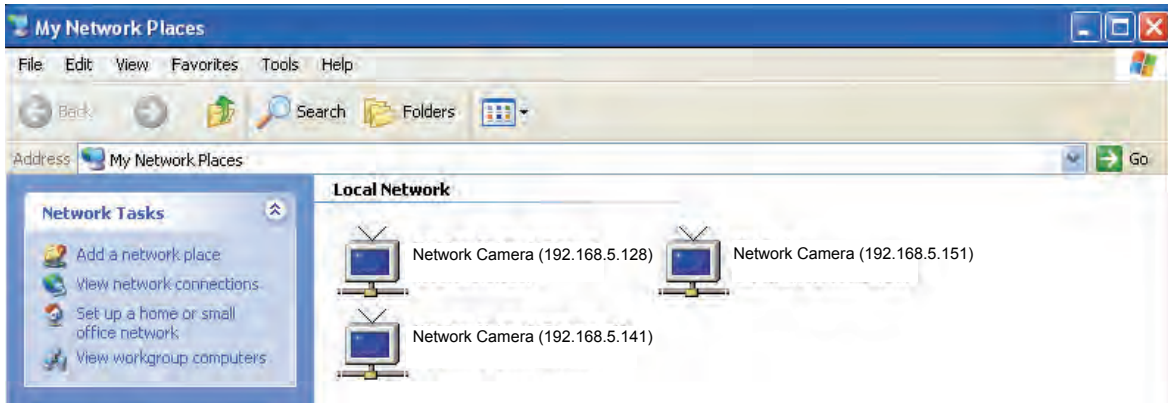 My Network Places
File Edit View Favorites Tools Help
Back Search Folders
Address My Network Places Go
Network Tasks
Add a network place
View network connections
Set up a home or small
office network
View workgroup computers
Local Network
Network Camera (192.168.5.128) Network Camera (192.168.5.151)
Network Camera (192.168.5.141)